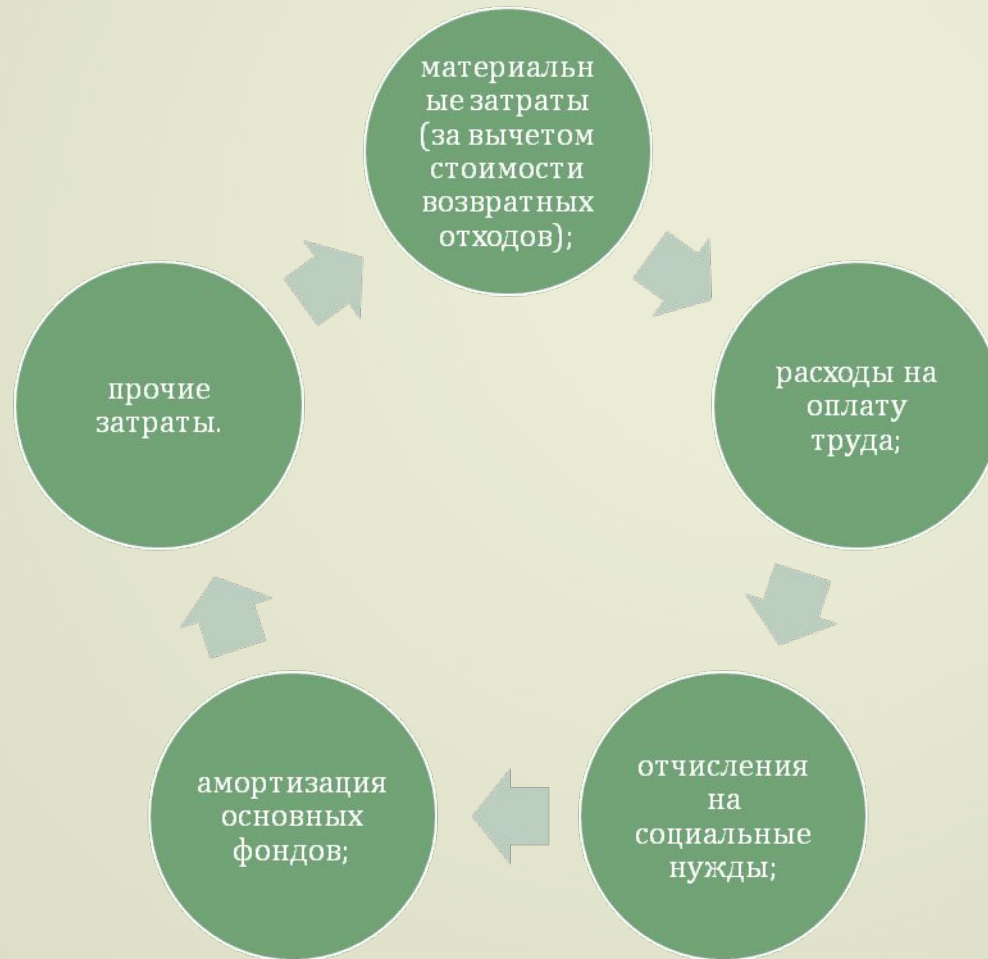 материальн
ые затраты
(за вычетом
стоимости
возвратных
отходов);
расходы на
оплату
труда;
отчисления
на
социальные
нужды;
амортизация
основных
фондов;
прочие
затраты.